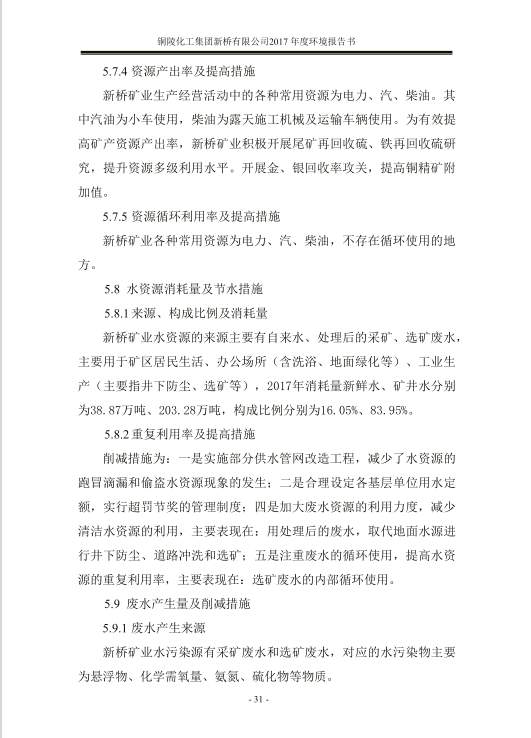 铜陵化工集团新桥有限公司2017 年度环境报告书
5.7.4 资源产出率及提高措施
新桥矿业生产经营活动中的各种常用资源为电力、汽、柴油。其
中汽油为小车使用，柴油为露天施工机械及运输车辆使用。为有效提
高矿产资源产出率，新桥矿业积极开展尾矿再回收硫、铁再回收硫研
究，提升资源多级利用水平。开展金、银回收率攻关，提高铜精矿附
加值。
5.7.5 资源循环利用率及提高措施
新桥矿业各种常用资源为电力、汽、柴油，不存在循环使用的地
方。
5.8 水资源消耗量及节水措施
5.8.1 来源、构成比例及消耗量
新桥矿业水资源的来源主要有自来水、处理后的采矿、选矿废水，
主要用于矿区居民生活、办公场所（含洗浴、地面绿化等）、工业生
产（主要指井下防尘、选矿等），2017年消耗量新鲜水、矿井水分别
为38.87万吨、203.28万吨，构成比例分别为16.05%、83.95%。
5.8.2 重复利用率及提高措施
削减措施为：一是实施部分供水管网改造工程，减少了水资源的
跑冒滴漏和偷盗水资源现象的发生；二是合理设定各基层单位用水定
额，实行超罚节奖的管理制度；四是加大废水资源的利用力度，减少
清洁水资源的利用，主要表现在：用处理后的废水，取代地面水源进
行井下防尘、道路冲洗和选矿；五是注重废水的循环使用，提高水资
源的重复利用率，主要表现在：选矿废水的内部循环使用。
5.9 废水产生量及削减措施
5.9.1 废水产生来源
新桥矿业水污染源有采矿废水和选矿废水，对应的水污染物主要
为悬浮物、化学需氧量、氨氮、硫化物等物质。
- 31 -